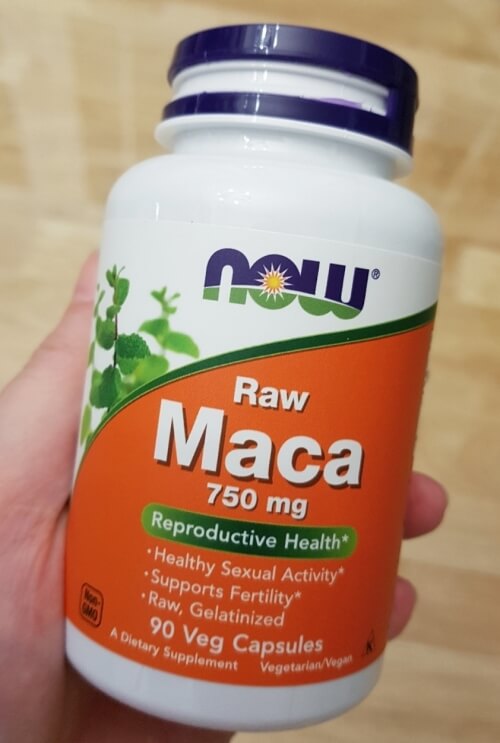 NOW®
Raw
Maca
750 mg
Reproductive Health*
• Healthy Sexual Activity*
• Supports Fertility*
• Raw, Gelatinized
90 Veg Capsules
Non-
GMO
A Dietary Supplement Vegetarian/Vegan
K